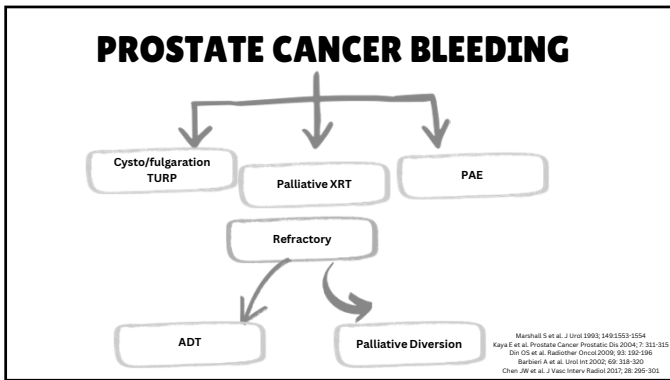 PROSTATE CANCER BLEEDING
Cysto/fulgaration
TURP
Palliative XRT
PAE
Refractory
ADT
Palliative Diversion
Marshall S et al. J Urol 1993; 149:1553-1554
Kaya E et al. Prostate Cancer Prostatic Dis 2004; 7: 311-315
Din OS et al. Radiother Oncol 2009; 93: 192-196
Barbieri A et al. Urol Int 2002; 69: 318-320
Chen JW et al. J Vasc Interv Radiol 2017; 28: 295-301